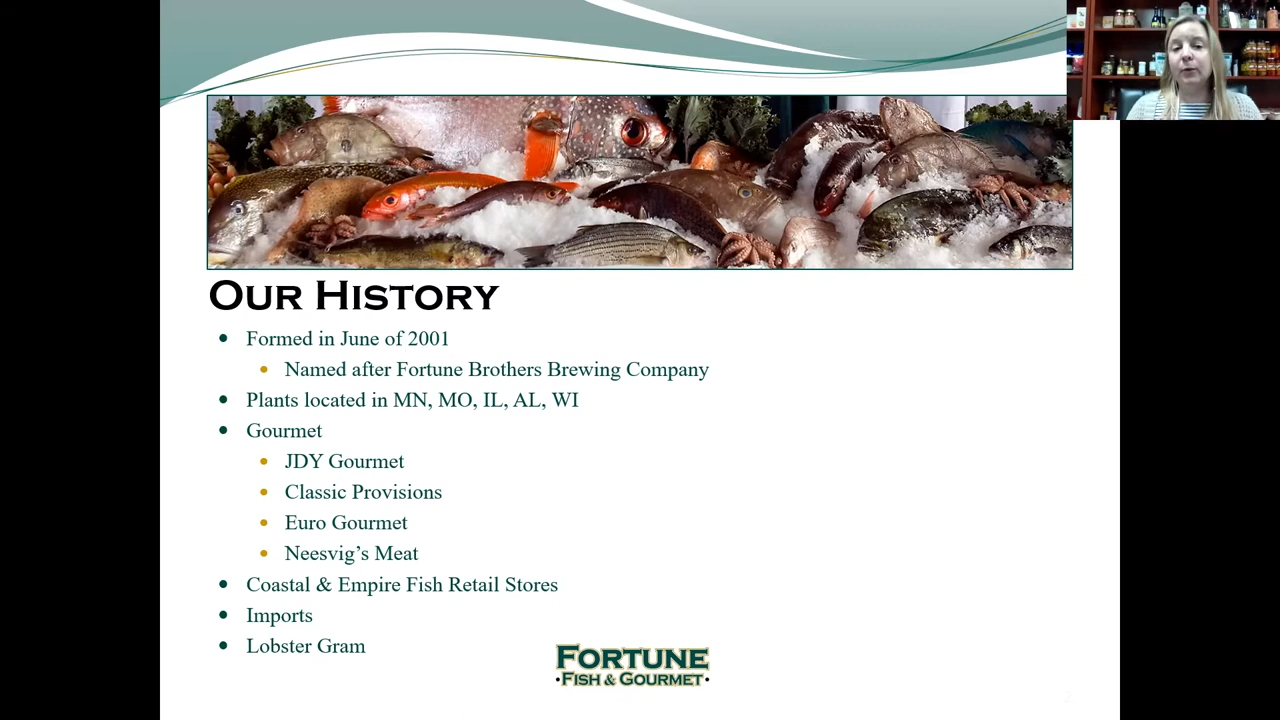 Our History
Formed in June of 2001
Named after Fortune Brothers Brewing Company
Plants located in MN, MO, IL, AL, WI
Gourmet
JDY Gourmet
Classic Provisions
Euro Gourmet
Neesvig’s Meat
Coastal & Empire Fish Retail Stores
Imports
Lobster Gram
Fortune
Fish & Gourmet